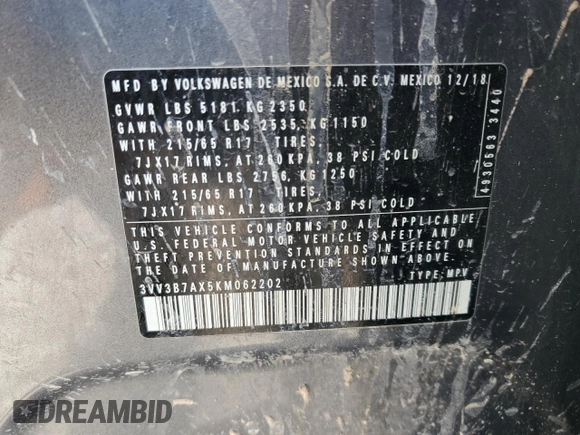 MFD BY VOLKSWAGEN DE MEXICO S.A. DE C.V. MEXICO 12/18
GVWR LBS 5181, KG 2350
GAWR FRONT LBS 2535, KG 1150
WITH 215/65 R17 TIRES,
7JX17 RIMS, AT 260 KPA, 38 PSI COLD
GAWR REAR LBS 2756, KG 1250
WITH 215/65 R17 TIRES,
7JX17 RIMS, AT 260 KPA, 38 PSI COLD
THIS VEHICLE CONFORMS TO ALL APPLICABLE
U.S. FEDERAL MOTOR VEHICLE SAFETY AND
THEFT PREVENTION STANDARDS IN EFFECT ON
THE DATE OF MANUFACTURE SHOWN ABOVE.
3VV3B7AX5KM062202 TYPE: MPV
4930563 3440
DREAMBID